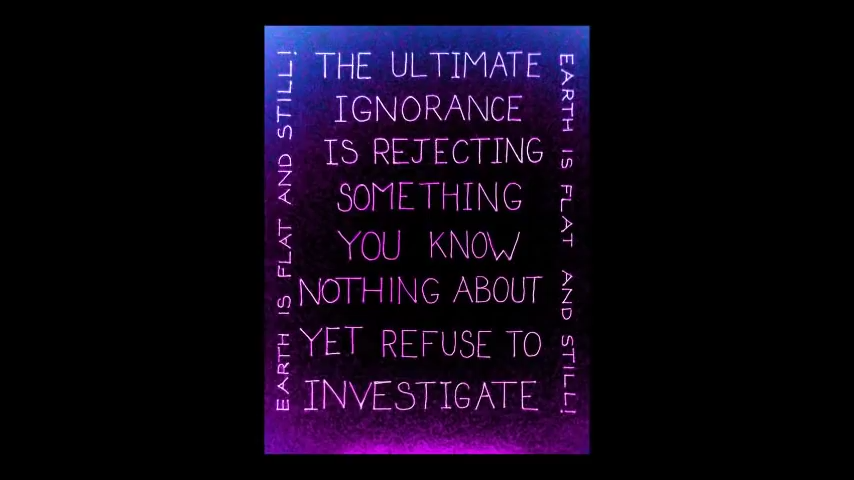 EARTH IS FLAT AND STILL!
THE ULTIMATE
IGNORANCE
IS REJECTING
SOMETHING
YOU KNOW
NOTHING ABOUT
YET REFUSE TO
INVESTIGATE
EARTH IS FLAT AND STILL!